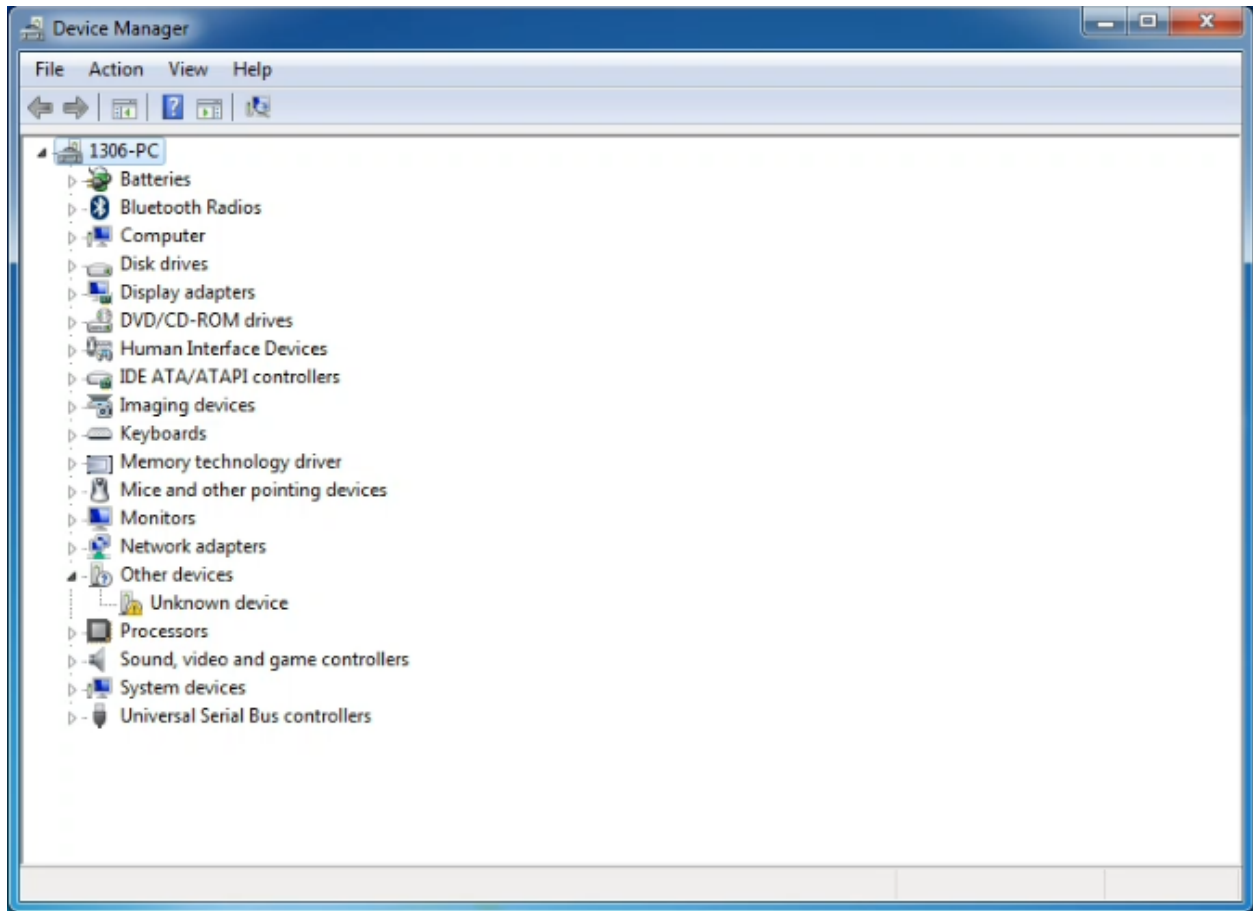 Device Manager
File Action View Help
1306-PC
Batteries
Bluetooth Radios
Computer
Disk drives
Display adapters
DVD/CD-ROM drives
Human Interface Devices
IDE ATA/ATAPI controllers
Imaging devices
Keyboards
Memory technology driver
Mice and other pointing devices
Monitors
Network adapters
Other devices
Unknown device
Processors
Sound, video and game controllers
System devices
Universal Serial Bus controllers